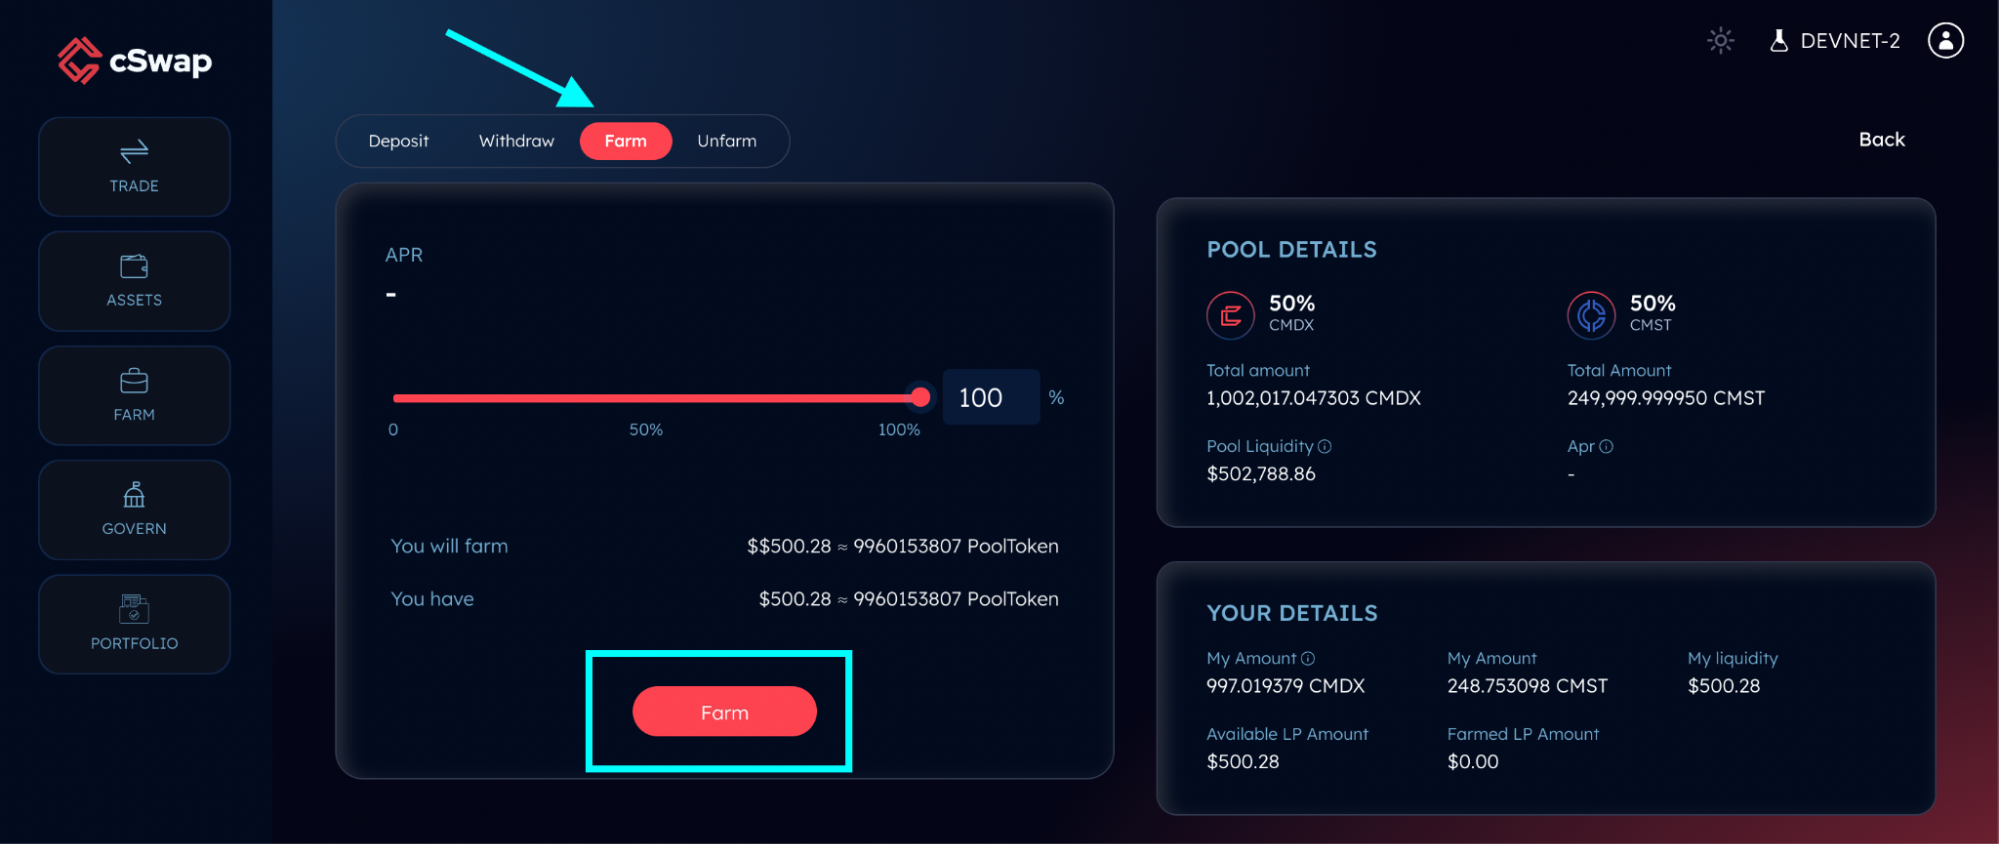 cSwap
DEVNET-2
TRADE
ASSETS
FARM
GOVERN
PORTFOLIO
Deposit Withdraw Farm Unfarm
Back
APR
-
100 %
0 50% 100%
You will farm $$500.28 ≈ 9960153807 PoolToken
You have $500.28 ≈ 9960153807 PoolToken
Farm
POOL DETAILS
50% 50%
CMDX CMST
Total amount Total Amount
1,002,017.047303 CMDX 249,999.999950 CMST
Pool Liquidity Apr
$502,788.86 -
YOUR DETAILS
My Amount My Amount My liquidity
997.019379 CMDX 248.753098 CMST $500.28
Available LP Amount Farmed LP Amount
$500.28 $0.00